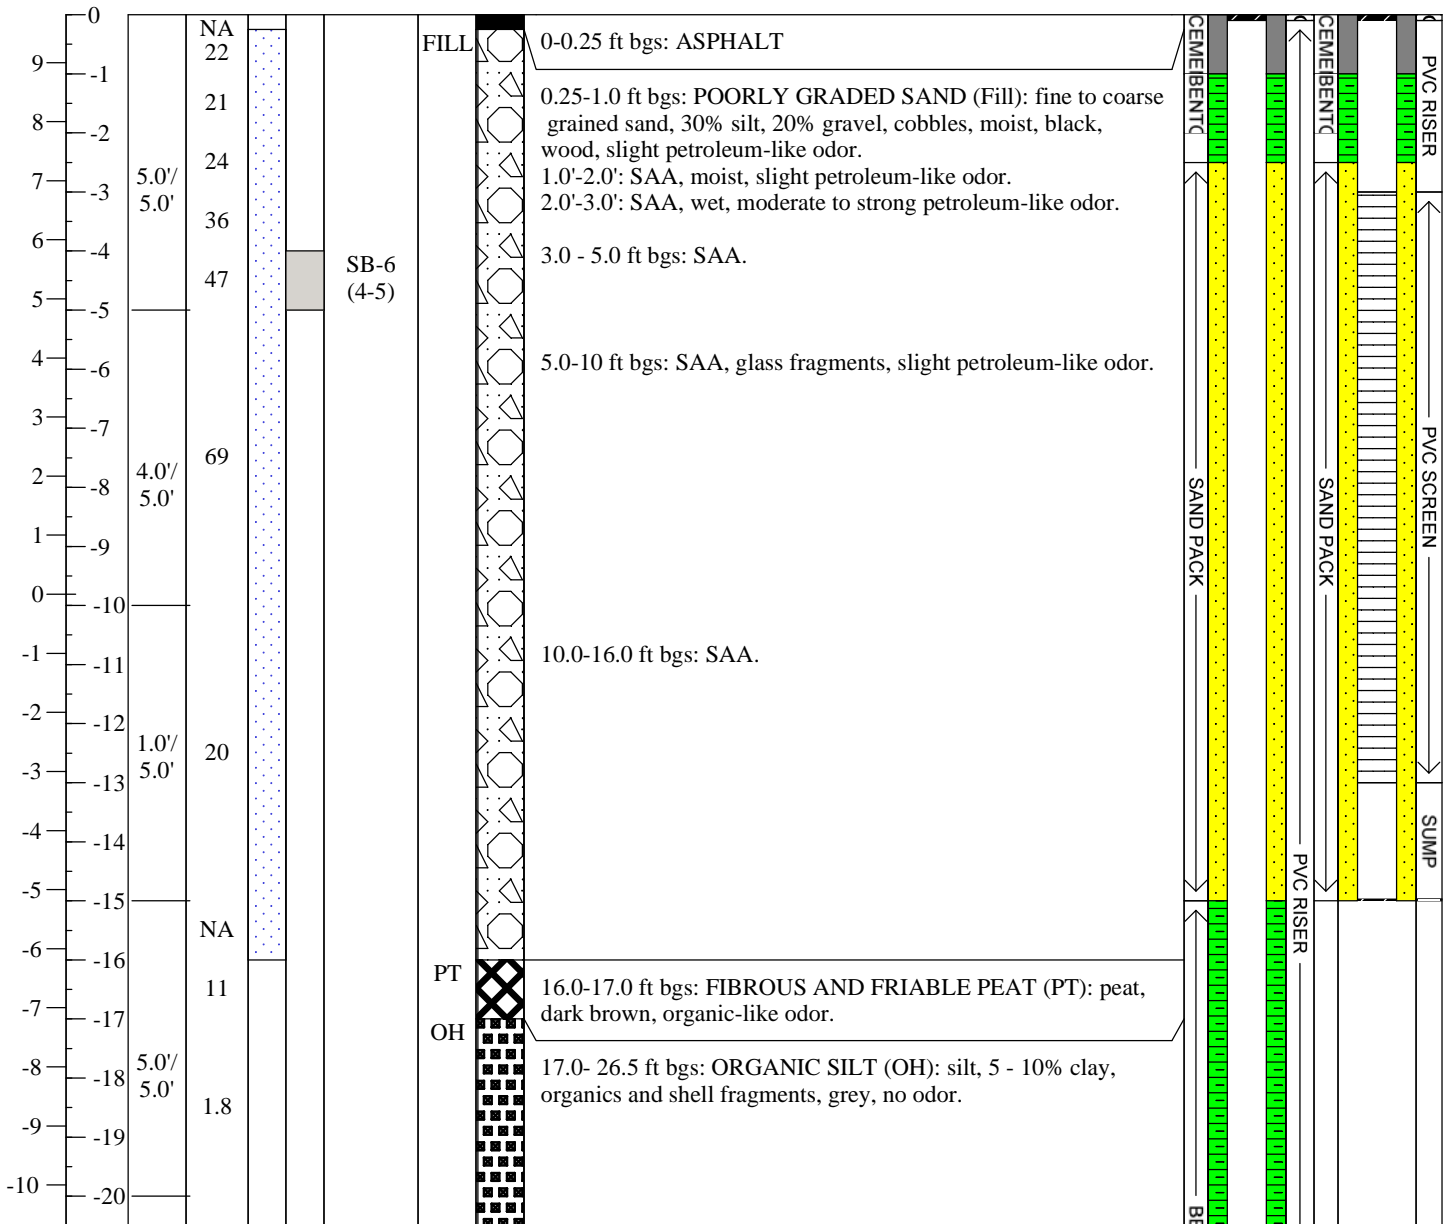 0
-1
-2
-3
-4
-5
-6
-7
-8
-9
-10
-11
-12
-13
-14
-15
-16
-17
-18
-19
-20
9
8
7
6
5
4
3
2
1
0
-1
-2
-3
-4
-5
-6
-7
-8
-9
-10
5.0'/
5.0'
4.0'/
5.0'
1.0'/
5.0'
5.0'/
5.0'
NA
22
21
24
36
47
69
20
NA
11
1.8
SB-6
(4-5)
FILL
PT
OH
0-0.25 ft bgs: ASPHALT
0.25-1.0 ft bgs: POORLY GRADED SAND (Fill): fine to coarse
grained sand, 30% silt, 20% gravel, cobbles, moist, black,
wood, slight petroleum-like odor.
1.0'-2.0': SAA, moist, slight petroleum-like odor.
2.0'-3.0': SAA, wet, moderate to strong petroleum-like odor.
3.0 - 5.0 ft bgs: SAA.
5.0-10 ft bgs: SAA, glass fragments, slight petroleum-like odor.
10.0-16.0 ft bgs: SAA.
16.0-17.0 ft bgs: FIBROUS AND FRIABLE PEAT (PT): peat,
dark brown, organic-like odor.
17.0- 26.5 ft bgs: ORGANIC SILT (OH): silt, 5 - 10% clay,
organics and shell fragments, grey, no odor.
SAND PACK
PVC RISER
SAND PACK
PVC RISER
PVC SCREEN
SUMP